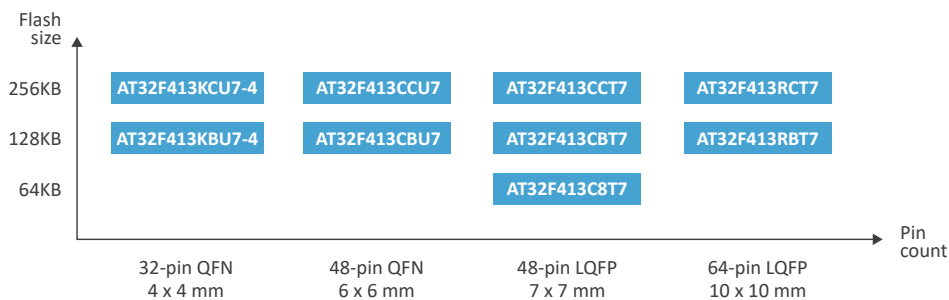 Flash
size
256KB AT32F413KCU7-4 AT32F413CCU7 AT32F413CCT7 AT32F413RCT7
128KB AT32F413KBU7-4 AT32F413CBU7 AT32F413CBT7 AT32F413RBT7
64KB AT32F413C8T7
Pin
count
32-pin QFN 48-pin QFN 48-pin LQFP 64-pin LQFP
4 x 4 mm 6 x 6 mm 7 x 7 mm 10 x 10 mm